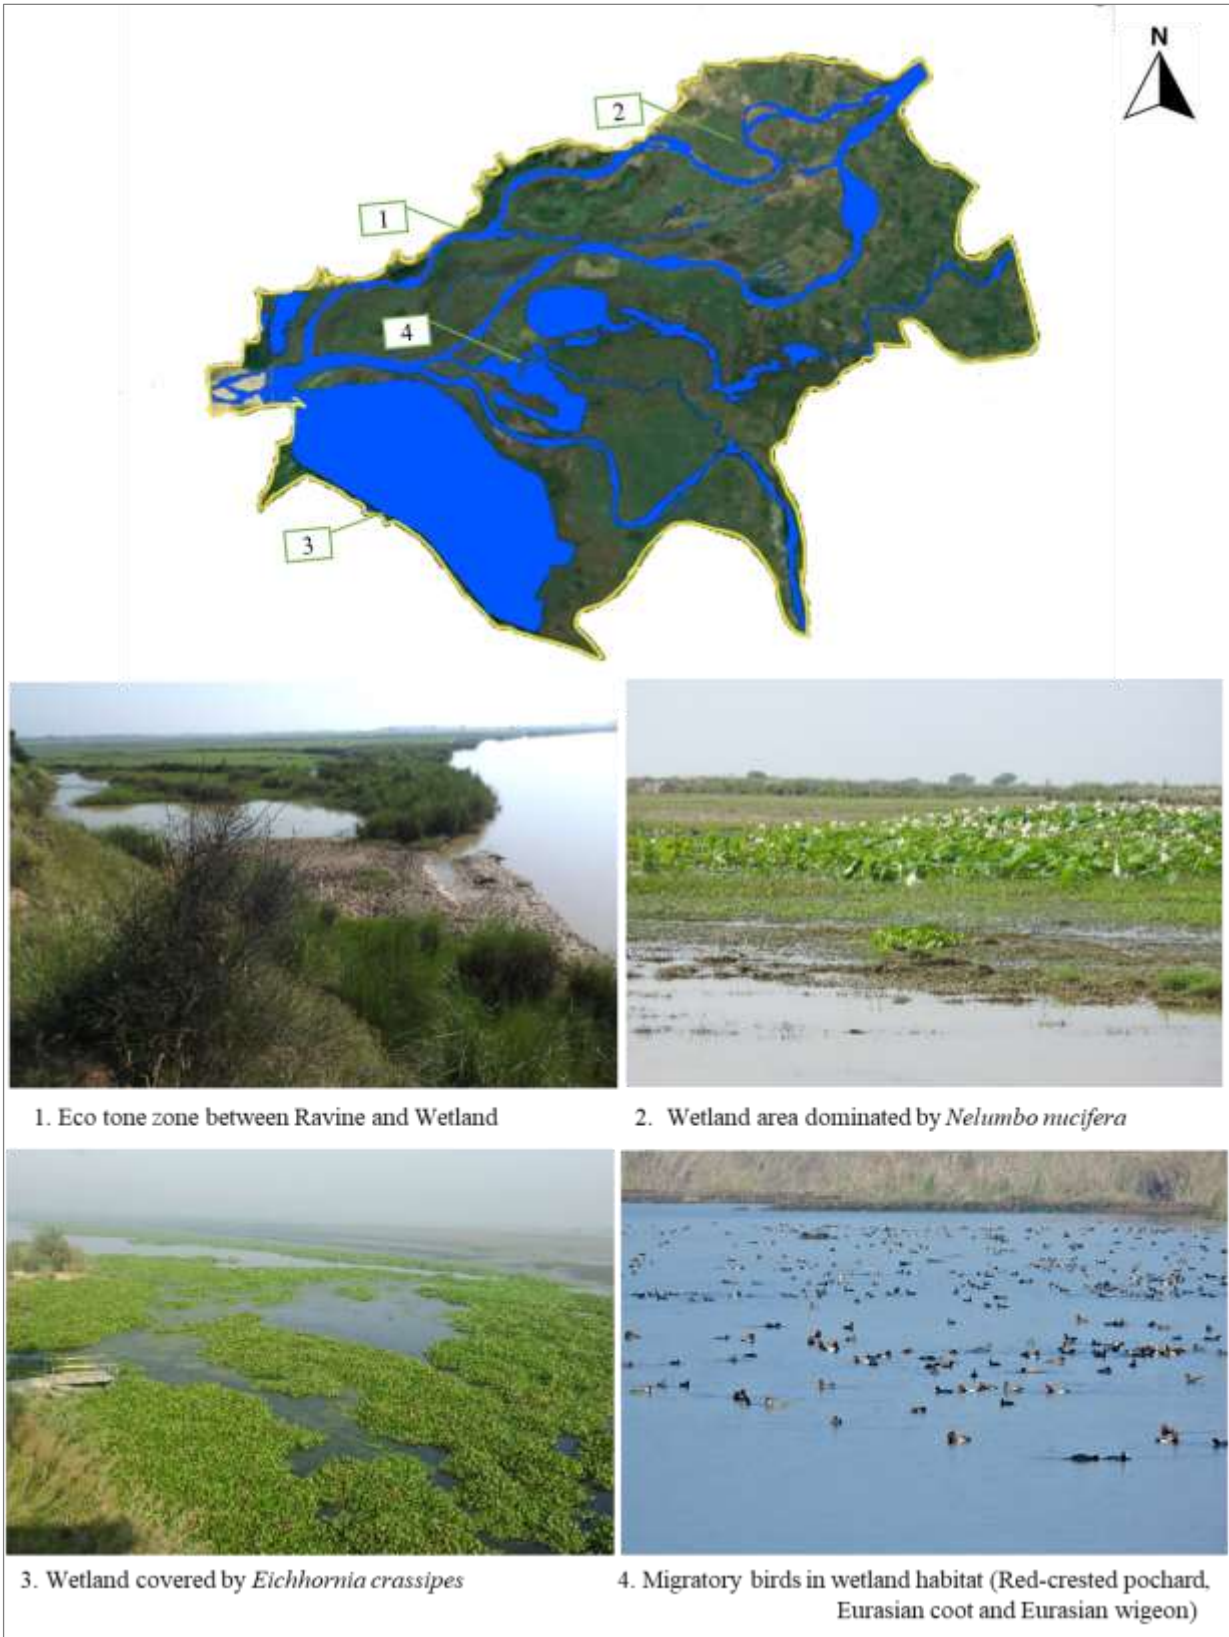 N
2
1
4
3
1. Eco tone zone between Ravine and Wetland
2. Wetland area dominated by Nelumbo nucifera
3. Wetland covered by Eichhornia crassipes
4. Migratory birds in wetland habitat (Red-crested pochard,
Eurasian coot and Eurasian wigeon)